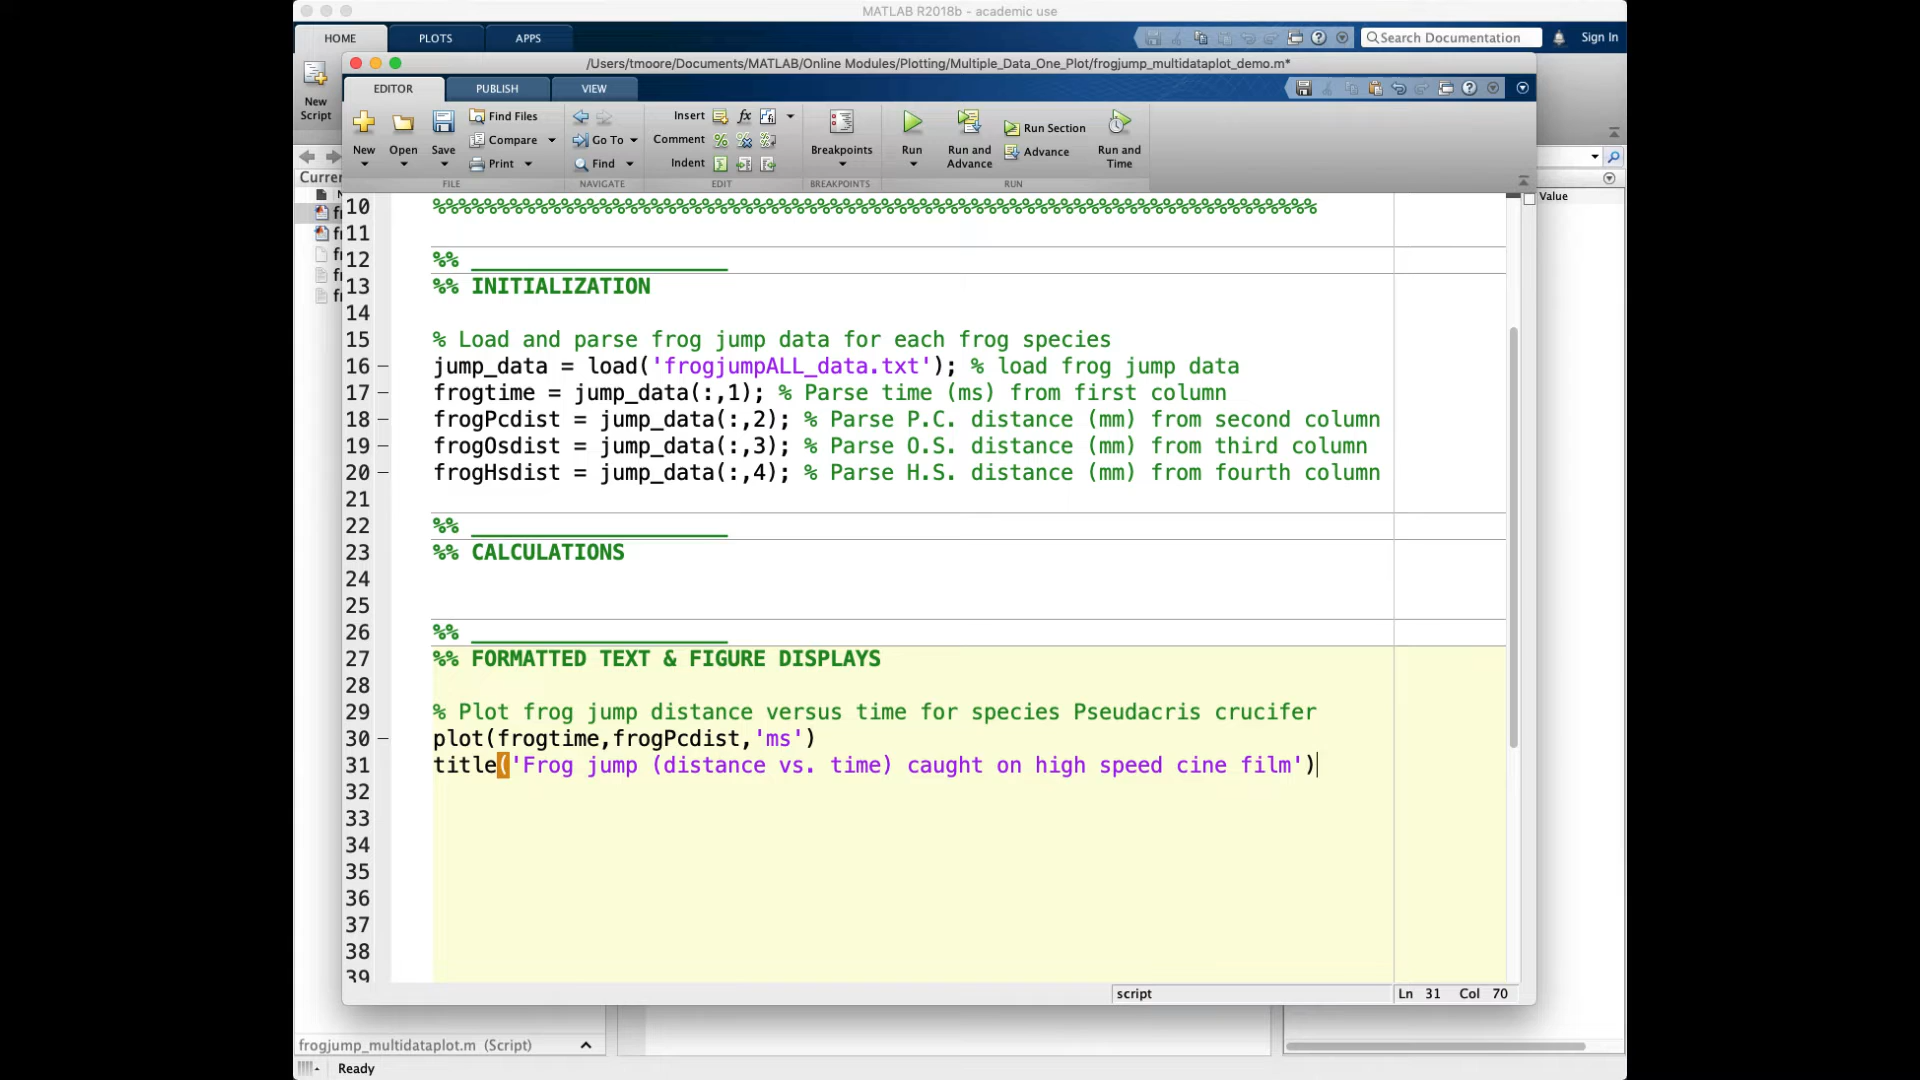 MATLAB R2018b - academic use
HOME PLOTS APPS Search Documentation Sign In
/Users/tmoore/Documents/MATLAB/Online Modules/Plotting/Multiple_Data_One_Plot/frogjump_multidataplot_demo.m*
EDITOR PUBLISH VIEW
New Script
New Open Save Find Files Compare Print
Go To Find
Insert fx
Comment
Indent
Breakpoints Run Run and Advance Run Section Advance Run and Time
FILE NAVIGATE EDIT BREAKPOINTS RUN
Curre
Value
10 %%%%%%%%%%%%%%%%%%%%%%%%%%%%%%%%%%%%%%%%%%%%%%%%%%%%%%%%%%%%%%%%%%%%%
11
12 %% ____________________
13 %% INITIALIZATION
14
15 % Load and parse frog jump data for each frog species
16 – jump_data = load('frogjumpALL_data.txt'); % load frog jump data
17 – frogtime = jump_data(:,1); % Parse time (ms) from first column
18 – frogPcdist = jump_data(:,2); % Parse P.C. distance (mm) from second column
19 – frogOsdist = jump_data(:,3); % Parse O.S. distance (mm) from third column
20 – frogHsdist = jump_data(:,4); % Parse H.S. distance (mm) from fourth column
21
22 %% ____________________
23 %% CALCULATIONS
24
25
26 %% ____________________
27 %% FORMATTED TEXT & FIGURE DISPLAYS
28
29 % Plot frog jump distance versus time for species Pseudacris crucifer
30 – plot(frogtime,frogPcdist,'ms')
31 title('Frog jump (distance vs. time) caught on high speed cine film')
32
33
34
35
36
37
38
39
script Ln 31 Col 70
frogjump_multidataplot.m (Script)
Ready